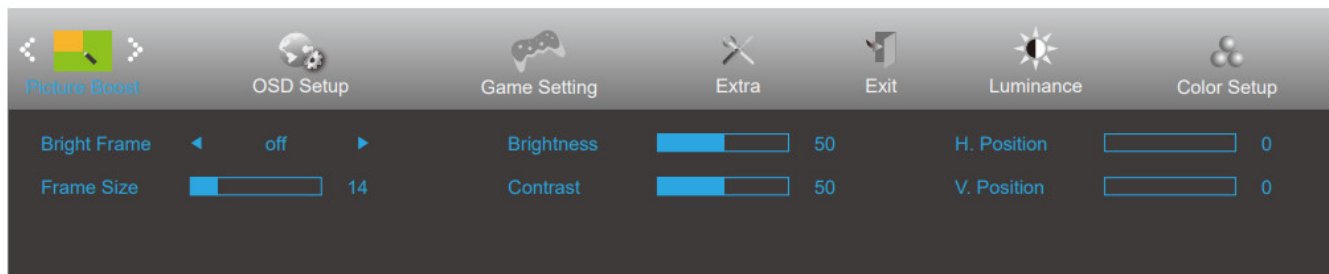 Picture Boost OSD Setup Game Setting Extra Exit Luminance Color Setup
Bright Frame off Brightness 50 H. Position 0
Frame Size 14 Contrast 50 V. Position 0